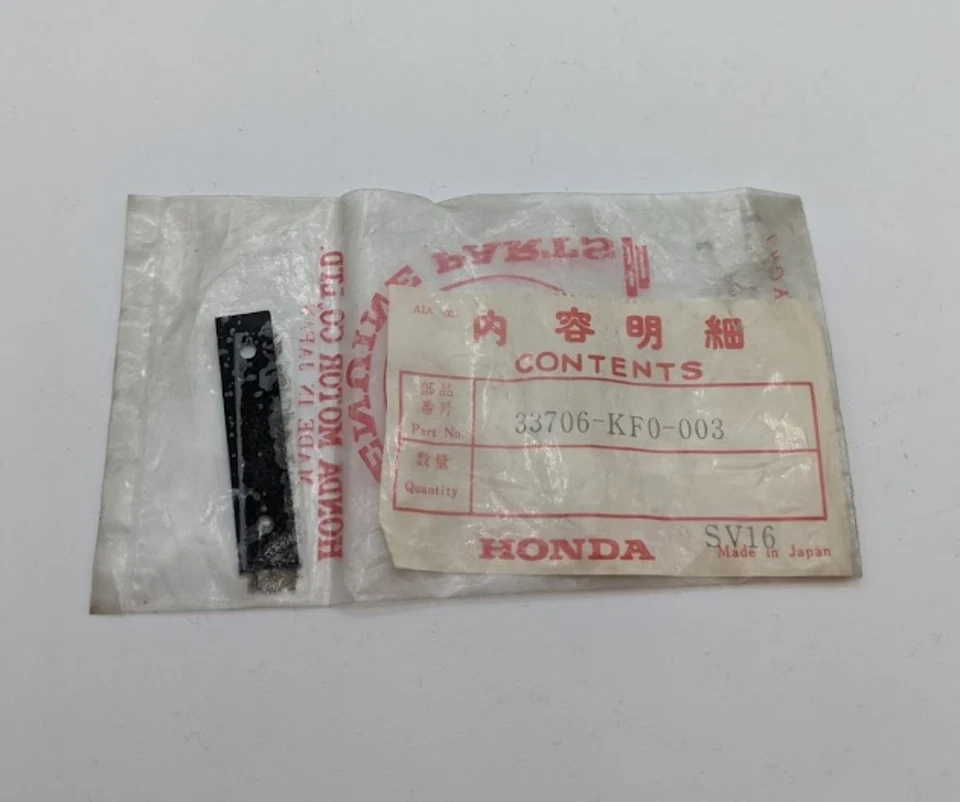 GENUINE PARTS
HONDA MOTOR CO., LTD.
MADE IN JAPAN
内容明細
CONTENTS
部品
番号
Part No.
33706-KF0-003
数量
Quantity
HONDA
SV16
Made in Japan